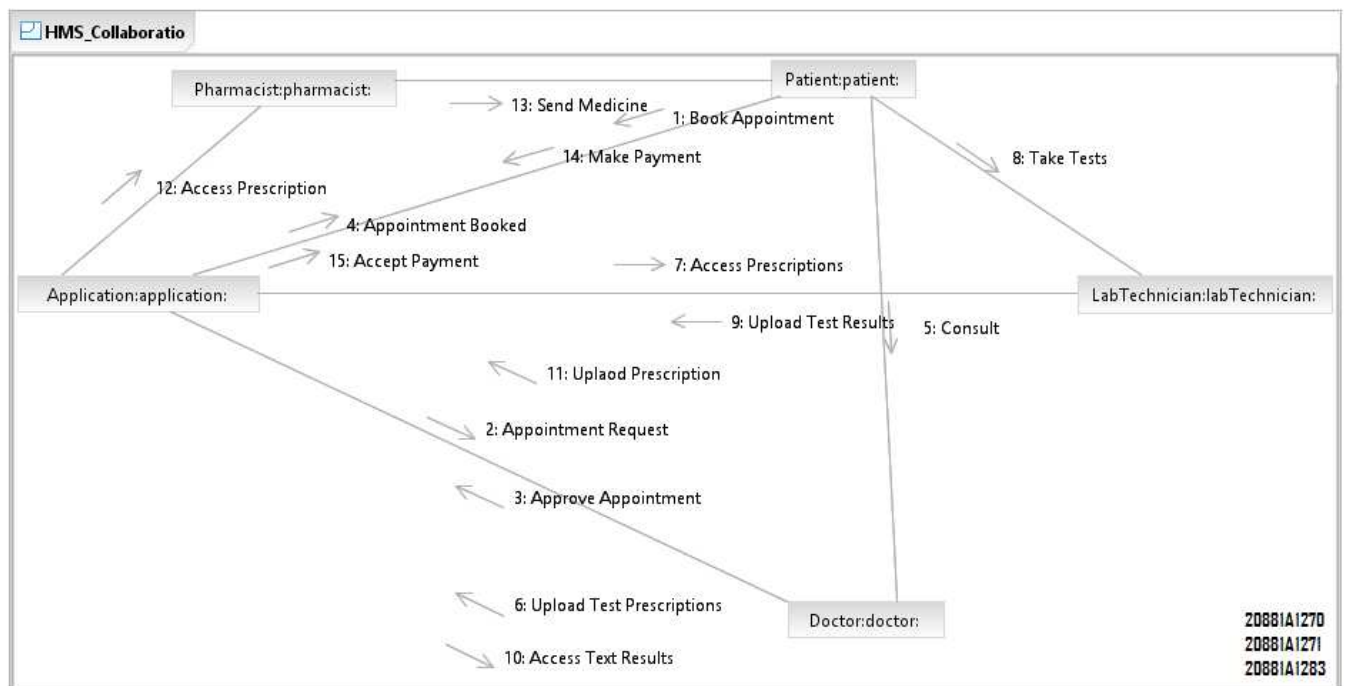 HMS_Collaboratio
Pharmacist:pharmacist:
Patient:patient:
13: Send Medicine
1: Book Appointment
14: Make Payment
8: Take Tests
12: Access Prescription
4: Appointment Booked
15: Accept Payment
7: Access Prescriptions
Application:application:
LabTechnician:labTechnician:
9: Upload Test Results
5: Consult
11: Uplaod Prescription
2: Appointment Request
3: Approve Appointment
6: Upload Test Prescriptions
Doctor:doctor:
10: Access Text Results
20881A1270
20881A1271
20881A1283